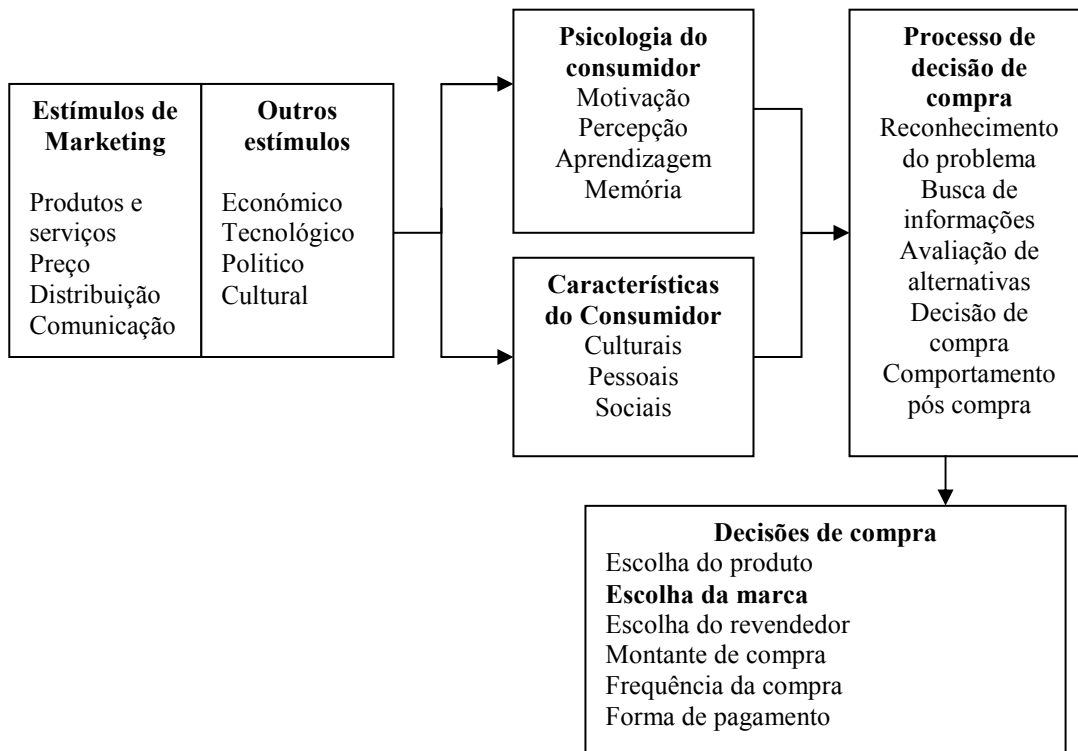 Estímulos de
Marketing
Produtos e
serviços
Preço
Distribuição
Comunicação
Outros
estímulos
Económico
Tecnológico
Politico
Cultural
Psicologia do
consumidor
Motivação
Percepção
Aprendizagem
Memória
Características
do Consumidor
Culturais
Pessoais
Sociais
Processo de
decisão de
compra
Reconhecimento
do problema
Busca de
informações
Avaliação de
alternativas
Decisão de
compra
Comportamento
pós compra
Decisões de compra
Escolha do produto
Escolha da marca
Escolha do revendedor
Montante de compra
Frequência da compra
Forma de pagamento